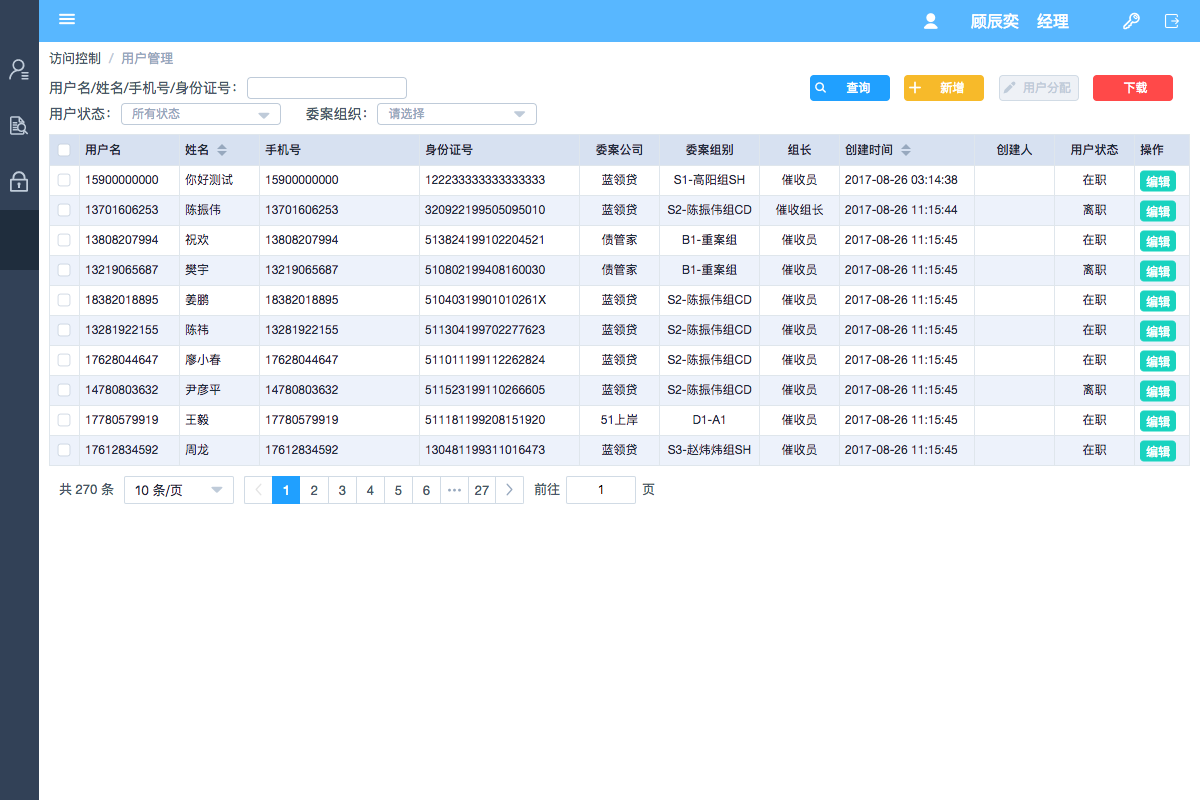 顾辰奕 经理
访问控制 / 用户管理
用户名/姓名/手机号/身份证号： 查询 新增 用户分配 下载
用户状态： 所有状态 委案组织： 请选择
用户名 姓名 手机号 身份证号 委案公司 委案组别 组长 创建时间 创建人 用户状态 操作
15900000000 你好测试 15900000000 122233333333333333 蓝领贷 S1-高阳组SH 催收员 2017-08-26 03:14:38 在职 编辑
13701606253 陈振伟 13701606253 320922199505095010 蓝领贷 S2-陈振伟组CD 催收组长 2017-08-26 11:15:44 离职 编辑
13808207994 祝欢 13808207994 513824199102204521 债管家 B1-重案组 催收员 2017-08-26 11:15:45 在职 编辑
13219065687 樊宇 13219065687 510802199408160030 债管家 B1-重案组 催收员 2017-08-26 11:15:45 离职 编辑
18382018895 姜鹏 18382018895 51040319901010261X 蓝领贷 S2-陈振伟组CD 催收员 2017-08-26 11:15:45 在职 编辑
13281922155 陈祎 13281922155 511304199702277623 蓝领贷 S2-陈振伟组CD 催收员 2017-08-26 11:15:45 在职 编辑
17628044647 廖小春 17628044647 511011199112262824 蓝领贷 S2-陈振伟组CD 催收员 2017-08-26 11:15:45 在职 编辑
14780803632 尹彦平 14780803632 511523199110266605 蓝领贷 S2-陈振伟组CD 催收员 2017-08-26 11:15:45 离职 编辑
17780579919 王毅 17780579919 511181199208151920 51上岸 D1-A1 催收员 2017-08-26 11:15:45 在职 编辑
17612834592 周龙 17612834592 130481199311016473 蓝领贷 S3-赵炜炜组SH 催收员 2017-08-26 11:15:45 在职 编辑
共 270 条 10 条/页 1 2 3 4 5 6 ··· 27 前往 1 页